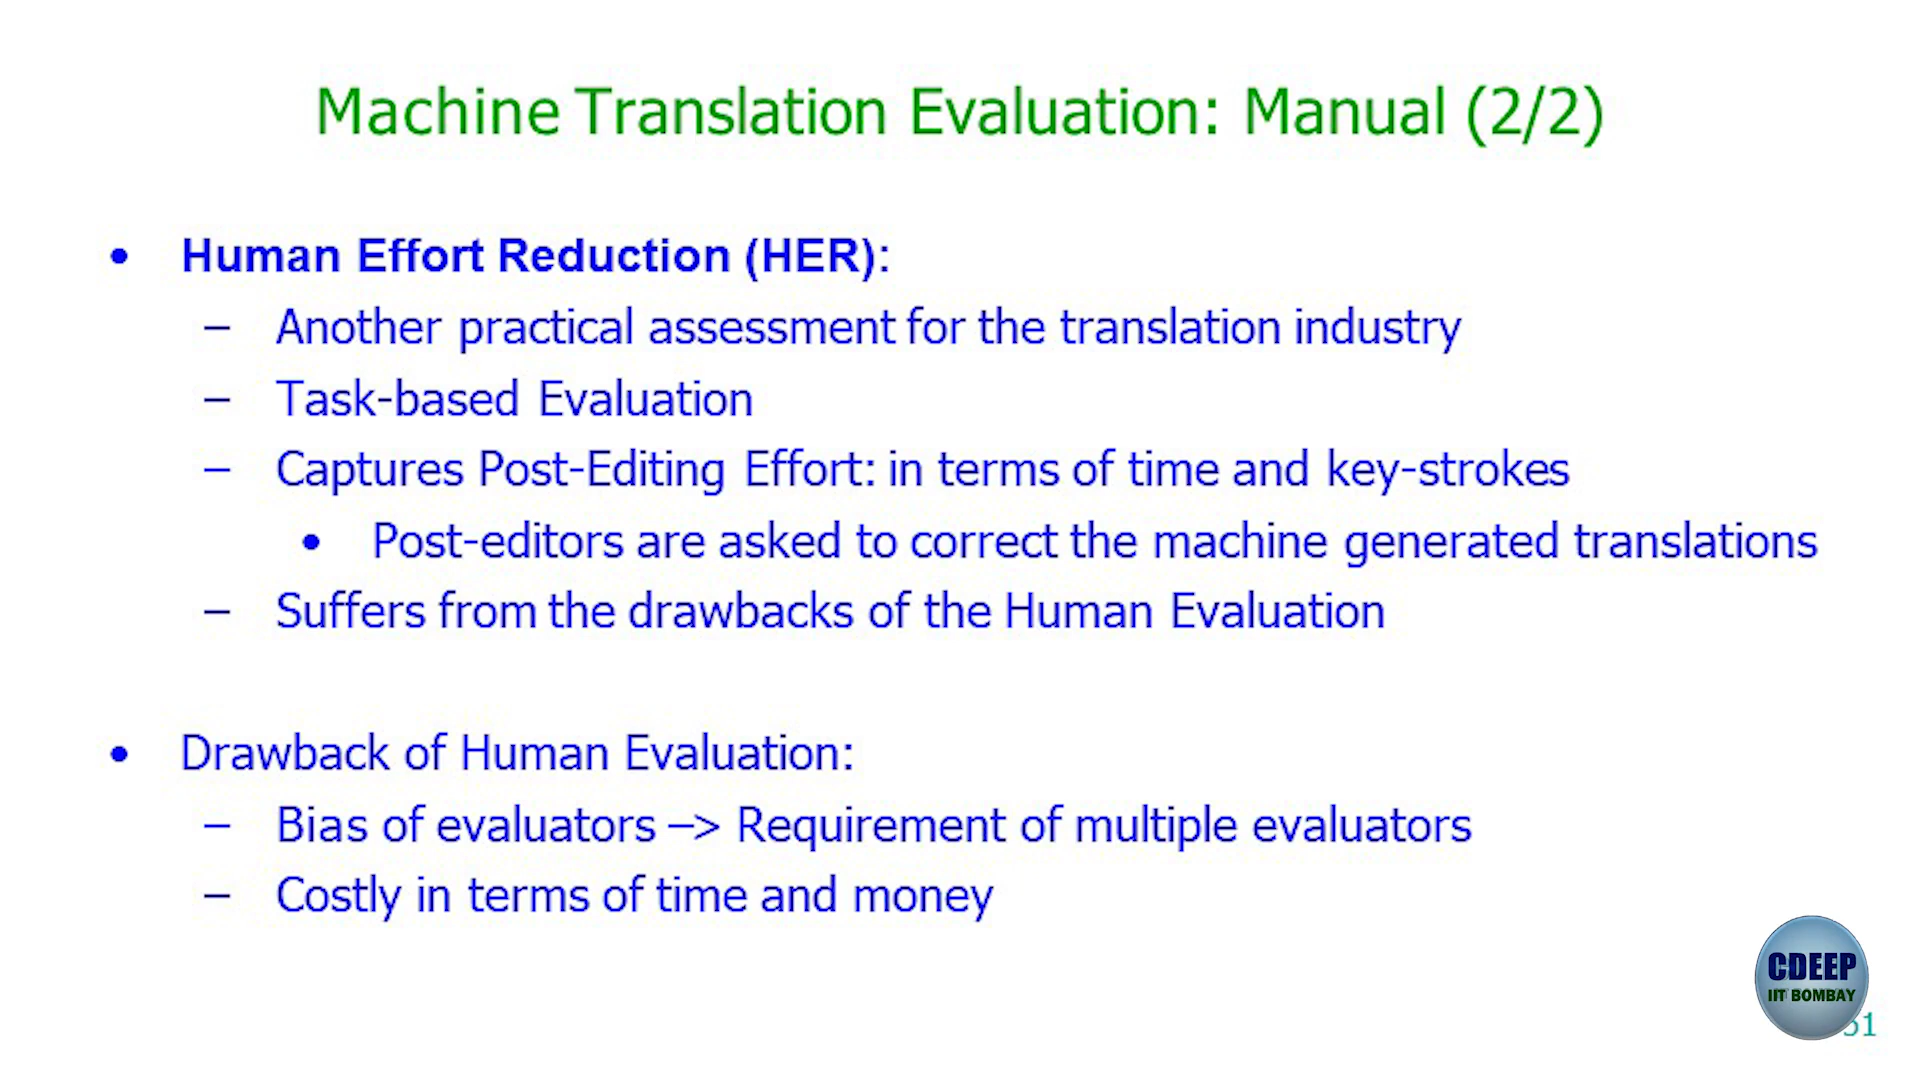 Machine Translation Evaluation: Manual (2/2)
• Human Effort Reduction (HER):
– Another practical assessment for the translation industry
– Task-based Evaluation
– Captures Post-Editing Effort: in terms of time and key-strokes
• Post-editors are asked to correct the machine generated translations
– Suffers from the drawbacks of the Human Evaluation
• Drawback of Human Evaluation:
– Bias of evaluators –> Requirement of multiple evaluators
– Costly in terms of time and money
CDEEP
IIT BOMBAY